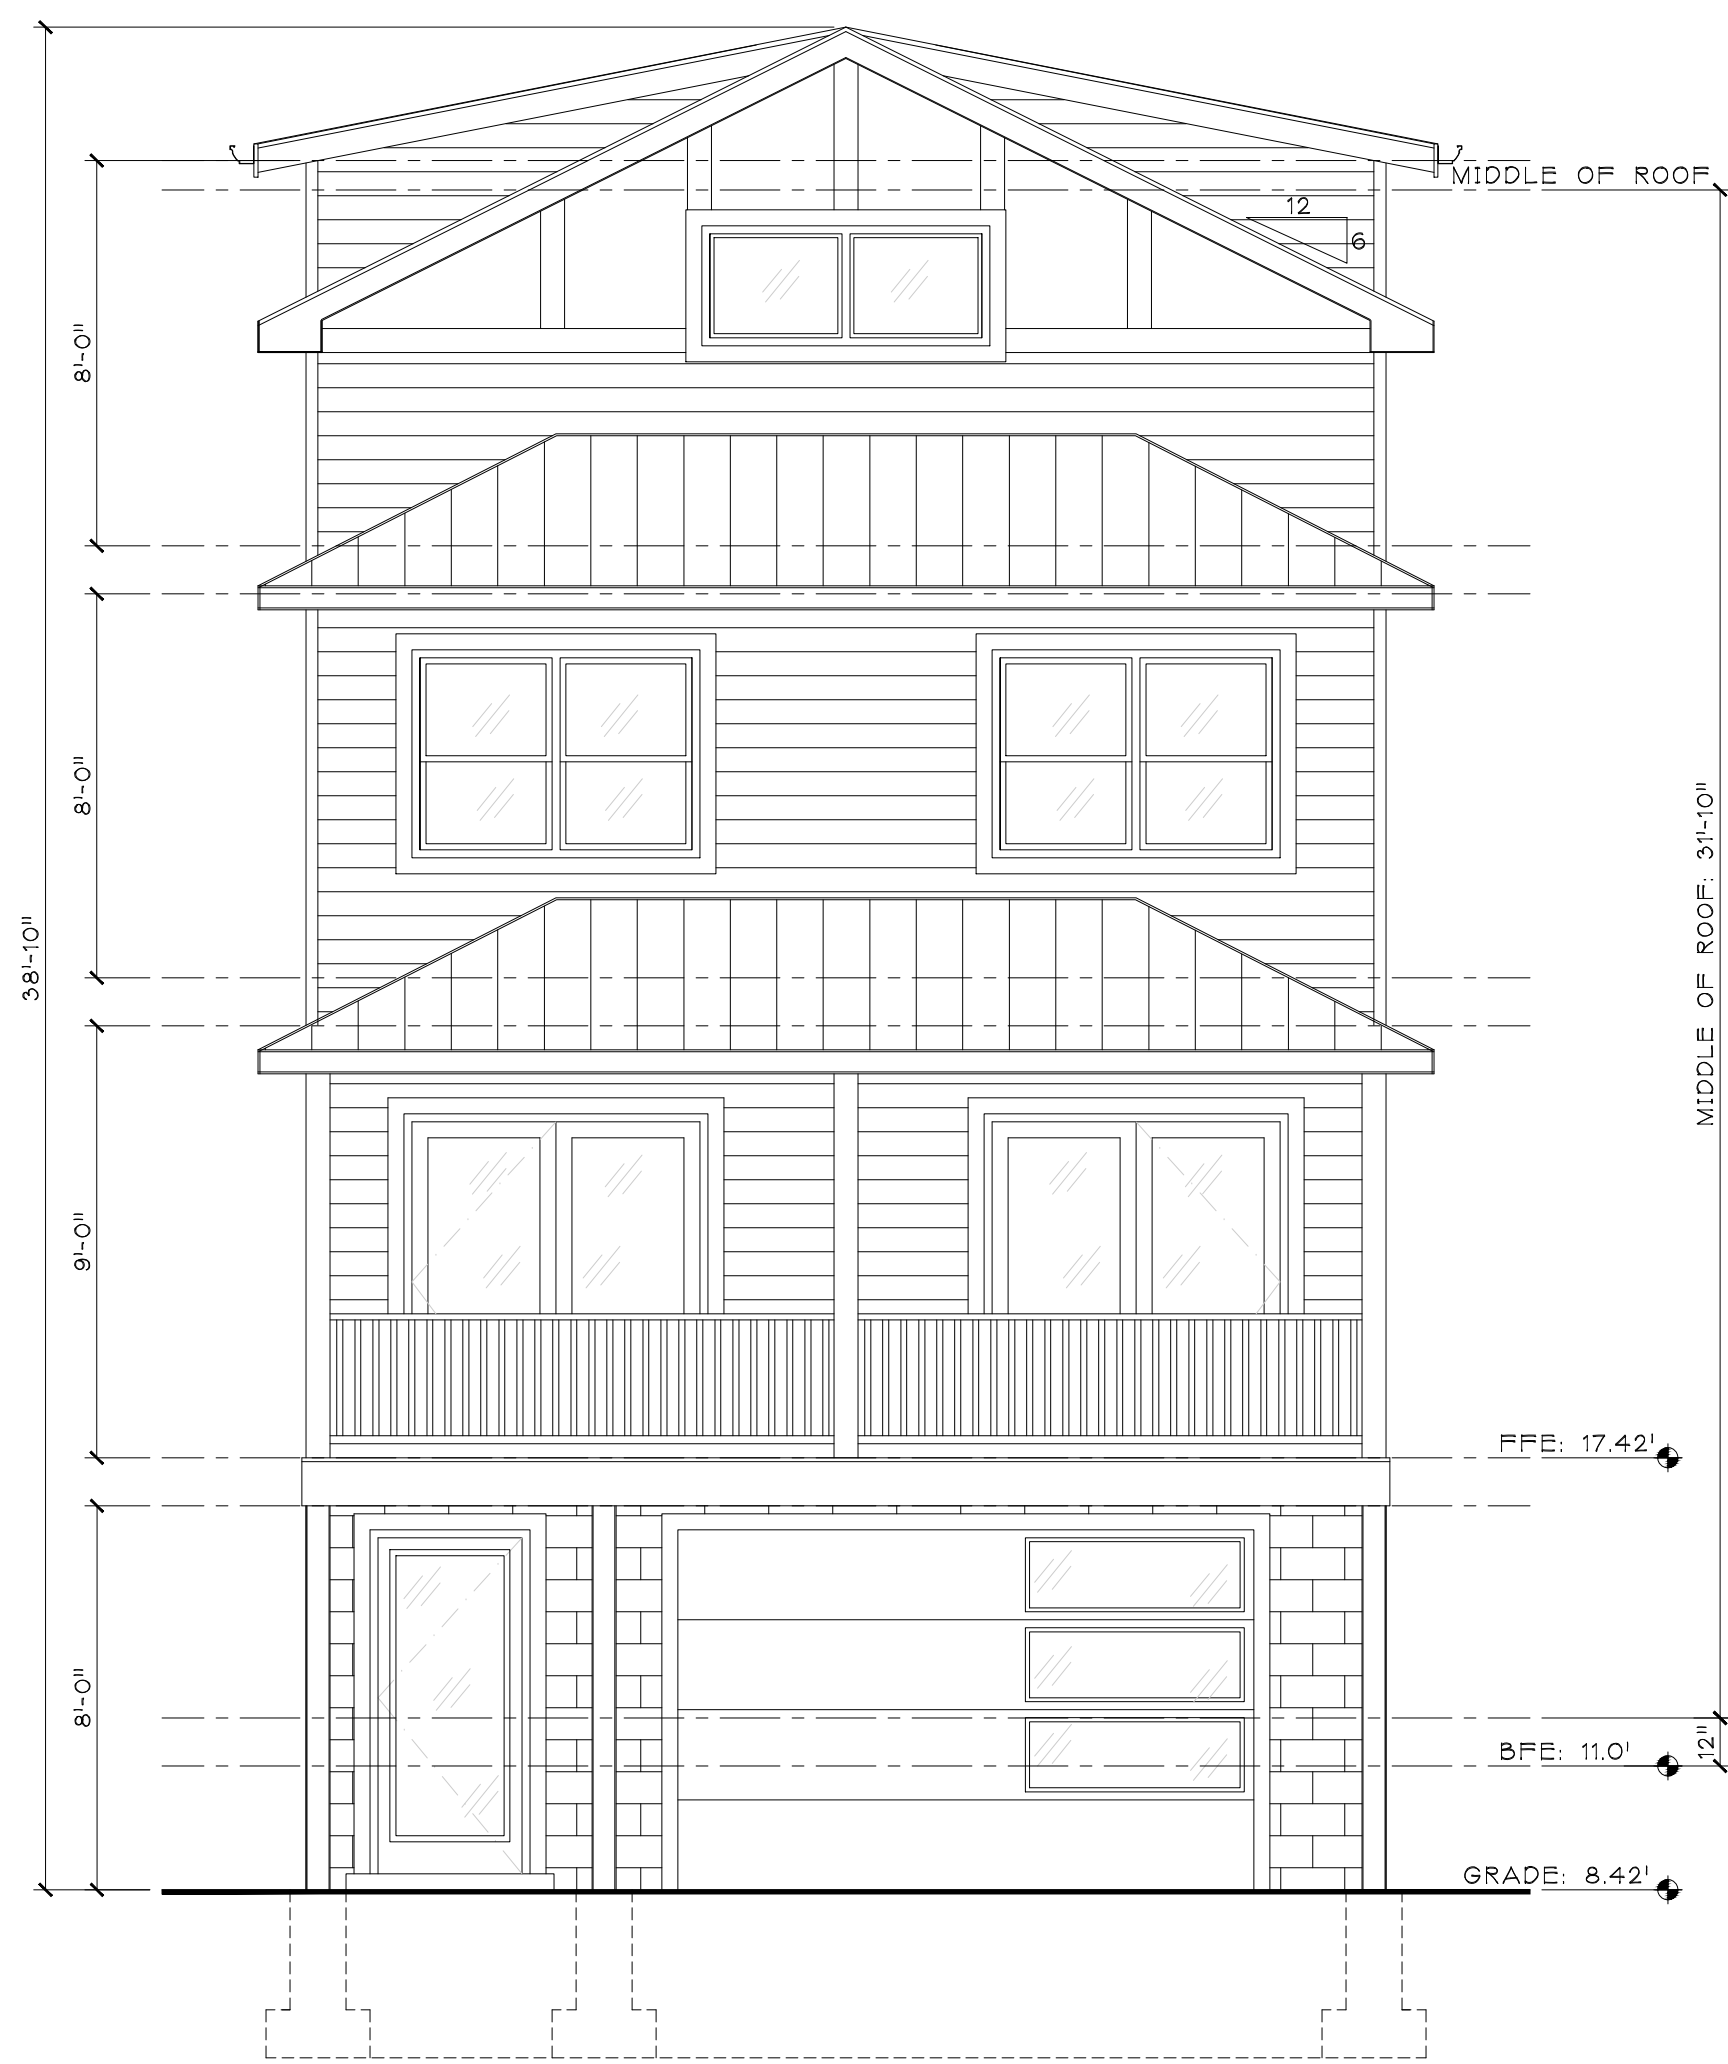 MIDDLE OF ROOF
12
6
8'-0"
8'-0"
38'-10"
MIDDLE OF ROOF: 31'-10"
9'-0"
FFE: 17.42'
8'-0"
12"
BFE: 11.0'
GRADE: 8.42'